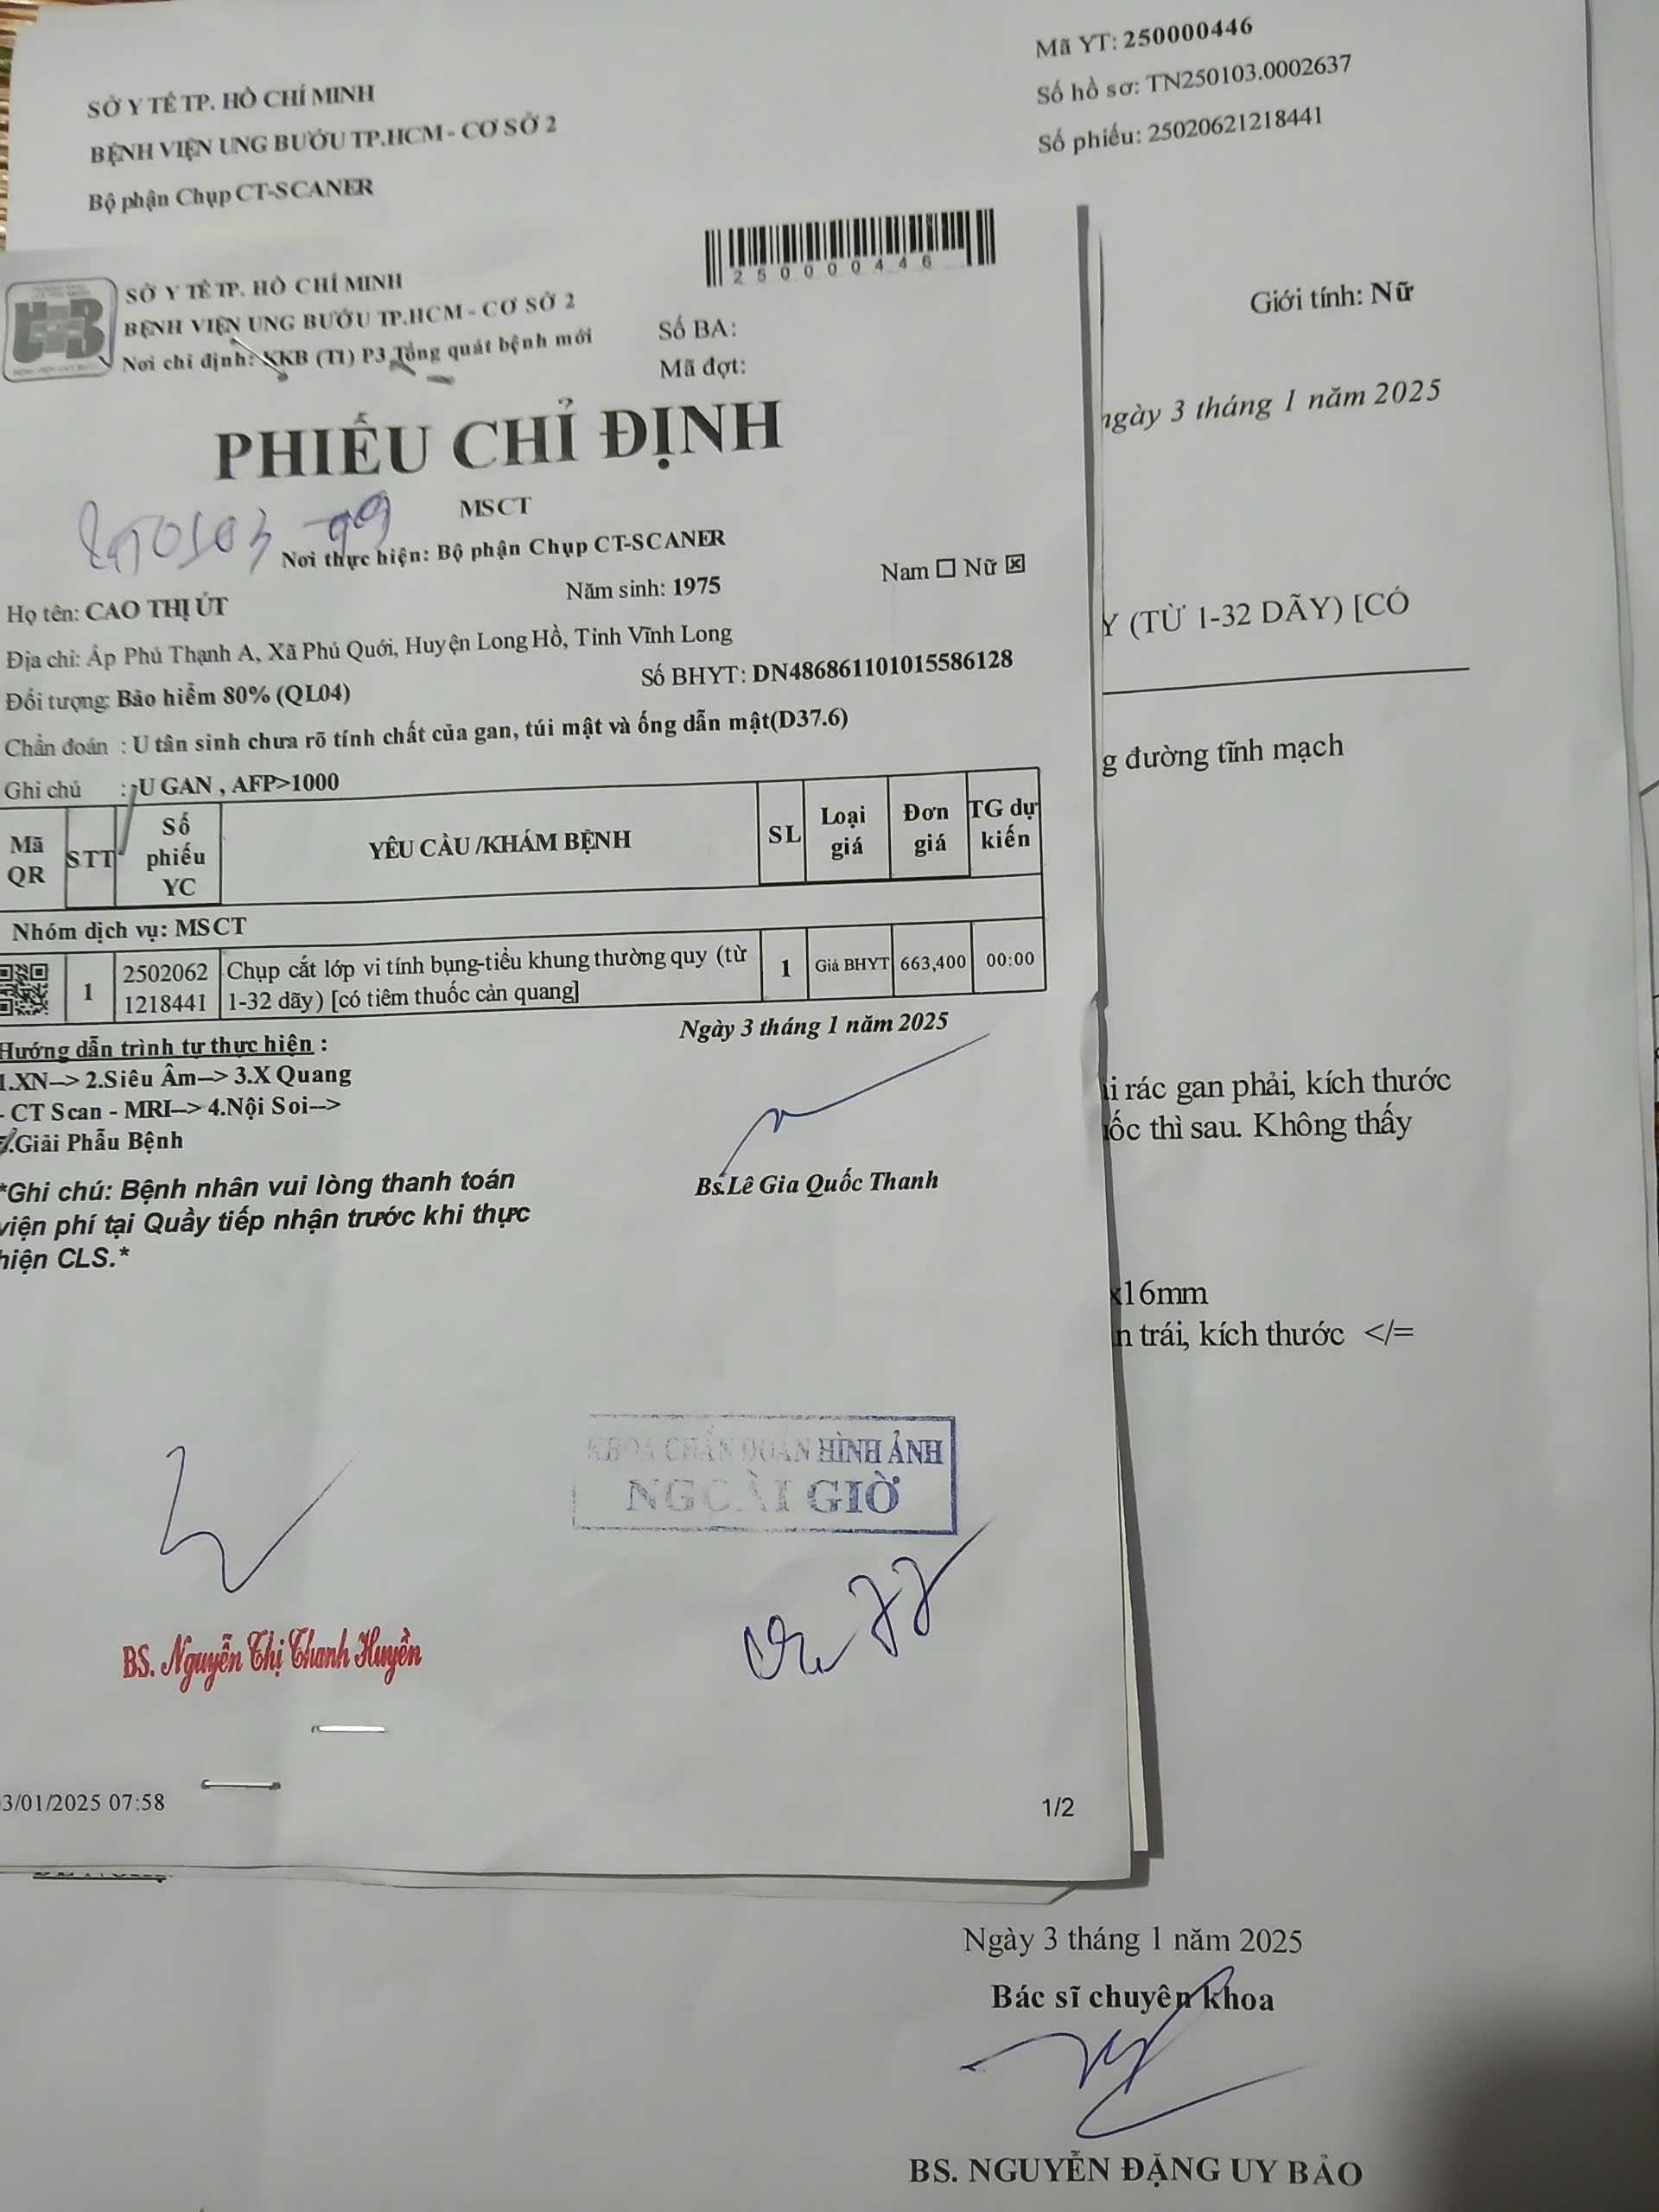 Mã YT: 250000446
SỞ Y TẾ TP. HỒ CHÍ MINH
Số hồ sơ: TN250103.0002637
BỆNH VIỆN UNG BƯỚU TP.HCM - CƠ SỞ 2
Số phiếu: 25020621218441
Bộ phận Chụp CT-SCANER
250000446
SỞ Y TẾ TP. HỒ CHÍ MINH
BỆNH VIỆN UNG BƯỚU TP.HCM - CƠ SỞ 2
Số BA:
Nơi chỉ định: KKB (T1) P3 Tổng quát bệnh mới
Mã đợt:
Giới tính: Nữ
ngày 3 tháng 1 năm 2025
PHIẾU CHỈ ĐỊNH
MSCT
Nơi thực hiện: Bộ phận Chụp CT-SCANER
Họ tên: CAO THỊ ÚT
Năm sinh: 1975
Nam ☐ Nữ ☒
Y (TỪ 1-32 DÃY) [CÓ
Địa chỉ: Ấp Phú Thạnh A, Xã Phú Quới, Huyện Long Hồ, Tỉnh Vĩnh Long
Đối tượng: Bảo hiểm 80% (QL04)
Số BHYT: DN486861101015586128
Chẩn đoán : U tân sinh chưa rõ tính chất của gan, túi mật và ống dẫn mật(D37.6)
g đường tĩnh mạch
Ghi chú : U GAN , AFP>1000
Mã QR STT Số phiếu YC YÊU CẦU /KHÁM BỆNH SL Loại giá Đơn giá TG dự kiến
Nhóm dịch vụ: MSCT
1 2502062 Chụp cắt lớp vi tính bụng-tiểu khung thường quy (từ 1 Giá BHYT 663,400 00:00
1218441 1-32 dãy) [có tiêm thuốc cản quang]
Ngày 3 tháng 1 năm 2025
Hướng dẫn trình tự thực hiện :
1.XN--> 2.Siêu Âm--> 3.X Quang
- CT Scan - MRI--> 4.Nội Soi-->
.Giải Phẫu Bệnh
i rác gan phải, kích thước
ốc thì sau. Không thấy
Bs.Lê Gia Quốc Thanh
*Ghi chú: Bệnh nhân vui lòng thanh toán
viện phí tại Quầy tiếp nhận trước khi thực
hiện CLS.*
x16mm
n trái, kích thước </=
KHOA CHẨN ĐOÁN HÌNH ẢNH
NGOÀI GIỜ
BS. Nguyễn Thị Thanh Huyền
3/01/2025 07:58
1/2
Ngày 3 tháng 1 năm 2025
Bác sĩ chuyên khoa
BS. NGUYỄN ĐẶNG UY BẢO